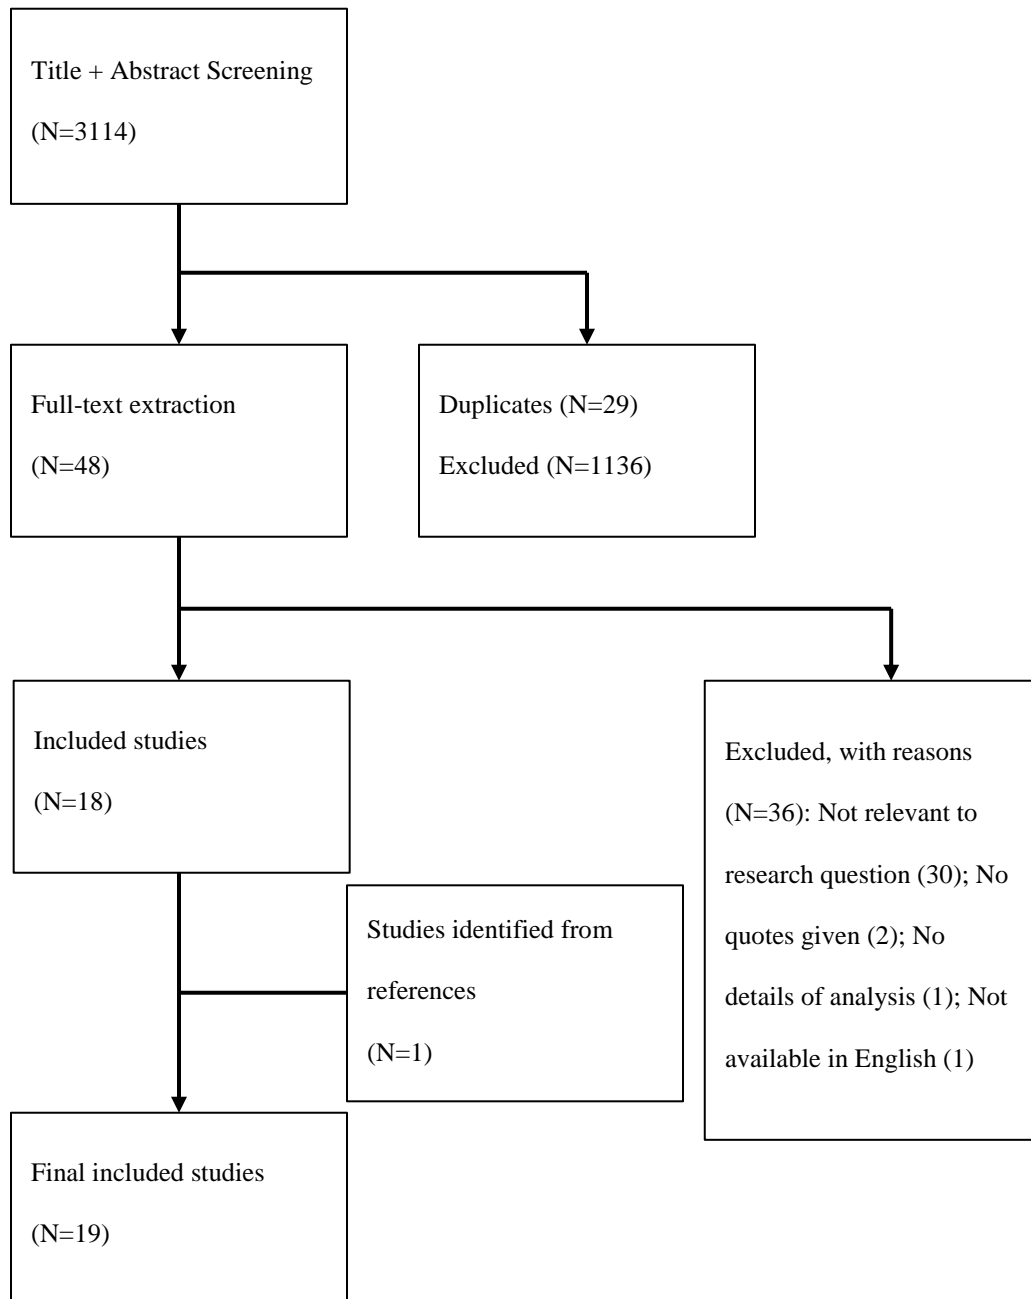 Title + Abstract Screening
(N=3114)
Full-text extraction
(N=48)
Duplicates (N=29)
Excluded (N=1136)
Included studies
(N=18)
Excluded, with reasons
(N=36): Not relevant to
research question (30); No
quotes given (2); No
details of analysis (1); Not
available in English (1)
Studies identified from
references
(N=1)
Final included studies
(N=19)